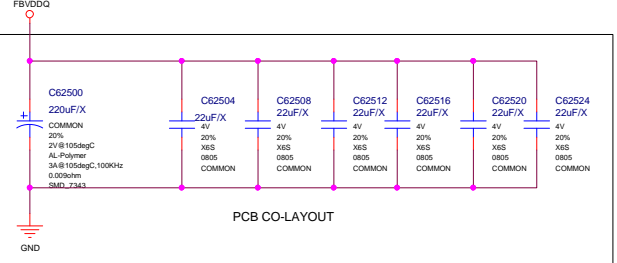 FBVDDQ
C62500
220uF/X
COMMON
20%
2V@105degC
AL-Polymer
3A@105degC,100KHz
0.009ohm
SMD_7343
C62504
22uF/X
4V
20%
X6S
0805
COMMON
C62508
22uF/X
4V
20%
X6S
0805
COMMON
C62512
22uF/X
4V
20%
X6S
0805
COMMON
C62516
22uF/X
4V
20%
X6S
0805
COMMON
C62520
22uF/X
4V
20%
X6S
0805
COMMON
C62524
22uF/X
4V
20%
X6S
0805
COMMON
PCB CO-LAYOUT
GND